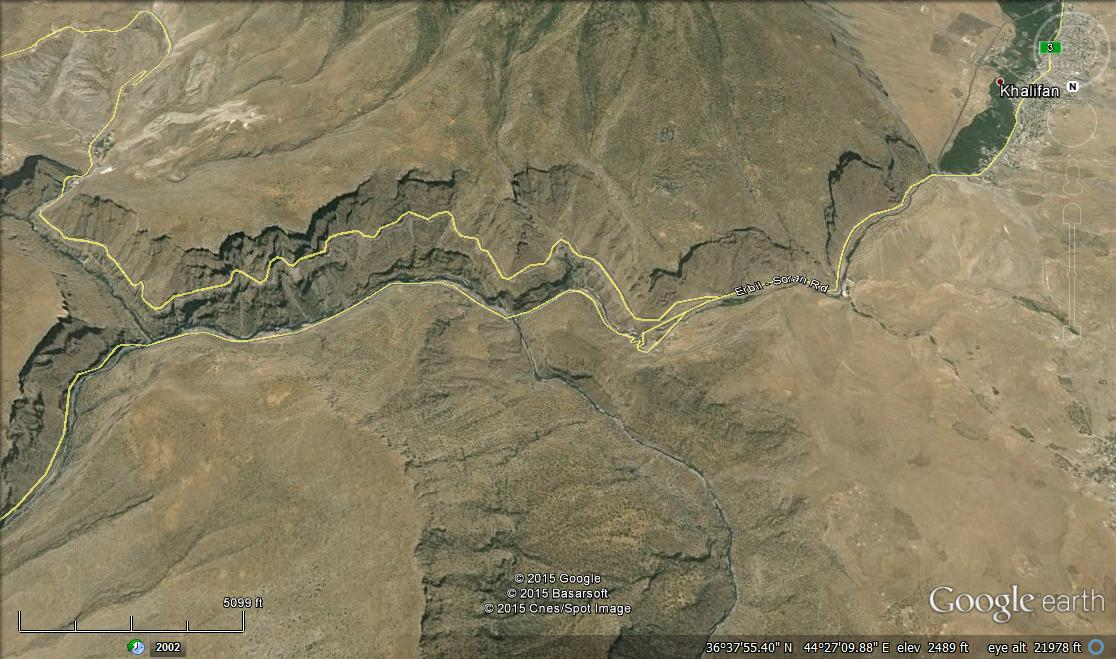 3
Khalifan
N
Erbil - Soran Rd
© 2015 Google
© 2015 Basarsoft
© 2015 Cnes/Spot Image
5099 ft
Google earth
2002
36°37'55.40" N 44°27'09.88" E elev 2489 ft eye alt 21978 ft